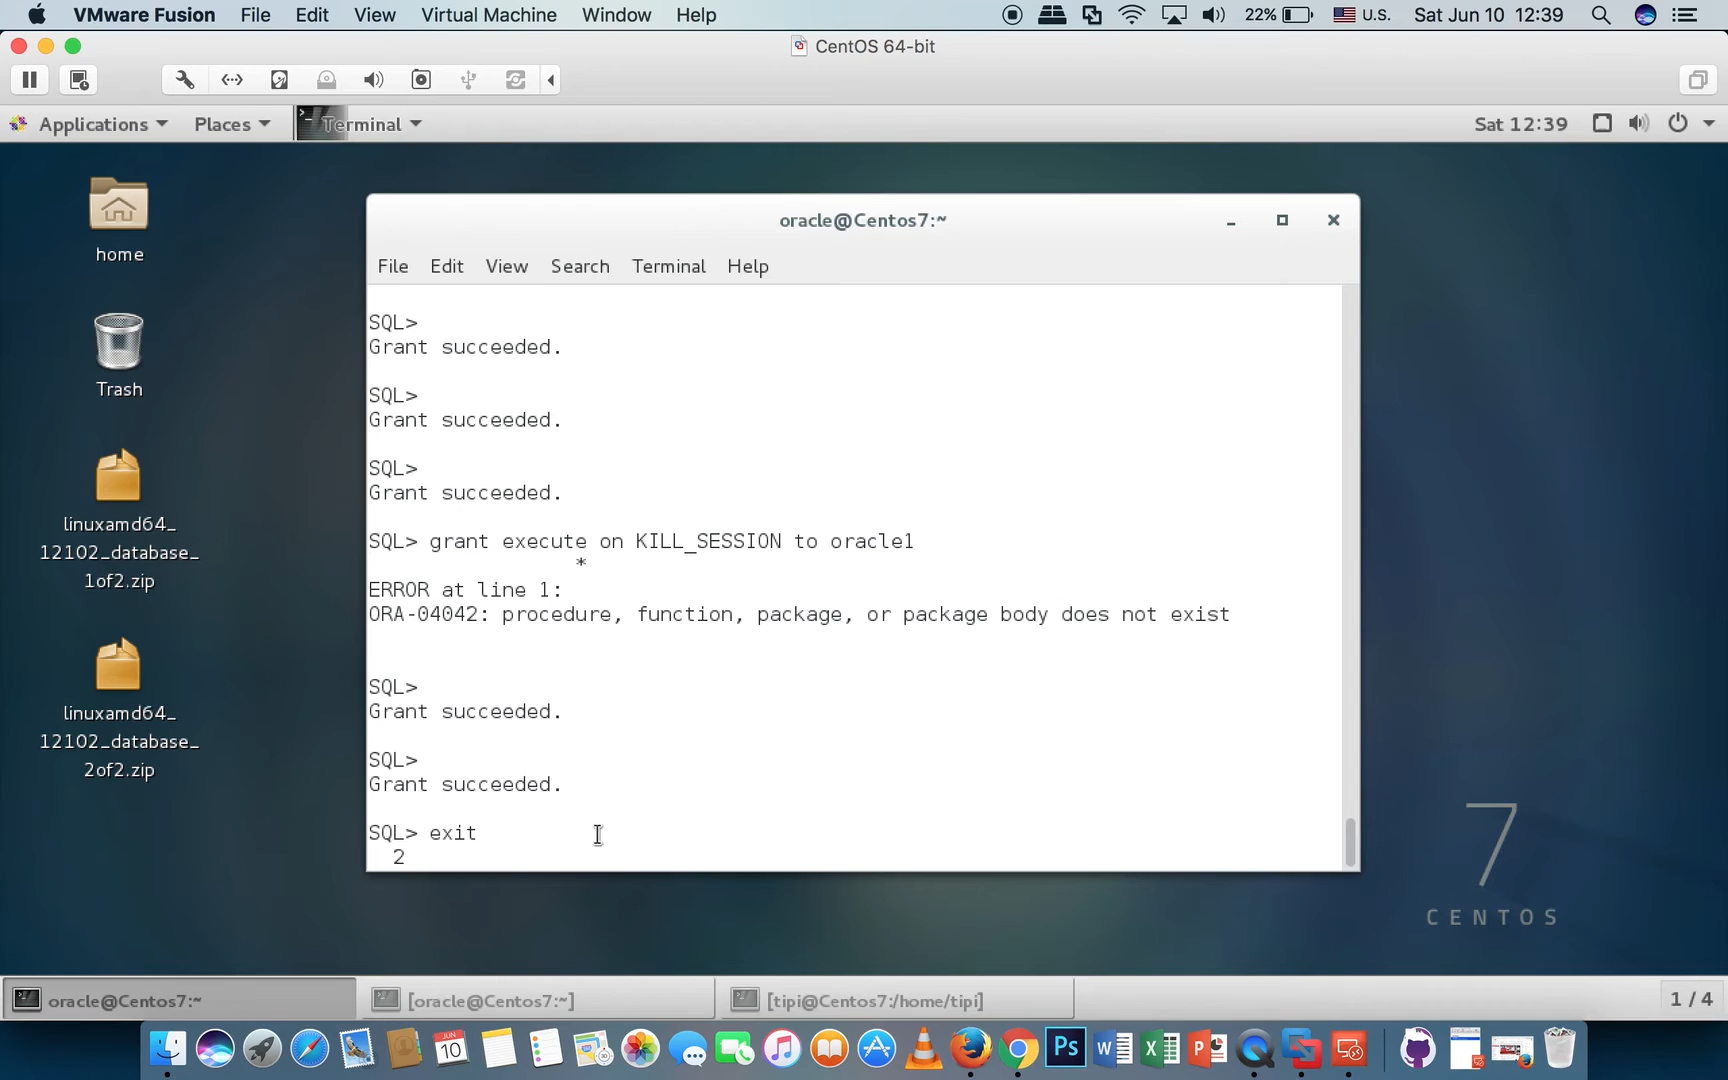 VMware Fusion File Edit View Virtual Machine Window Help 22% U.S. Sat Jun 10 12:39
CentOS 64-bit
Applications Places Terminal Sat 12:39
home
Trash
linuxamd64_
12102_database_
1of2.zip
linuxamd64_
12102_database_
2of2.zip
oracle@Centos7:~
File Edit View Search Terminal Help
SQL>
Grant succeeded.
SQL>
Grant succeeded.
SQL>
Grant succeeded.
SQL> grant execute on KILL_SESSION to oracle1
*
ERROR at line 1:
ORA-04042: procedure, function, package, or package body does not exist
SQL>
Grant succeeded.
SQL>
Grant succeeded.
SQL> exit
2
7
CENTOS
oracle@Centos7:~ [oracle@Centos7:~] [tipi@Centos7:/home/tipi] 1 / 4
JUN
10
Ps
W
X
P